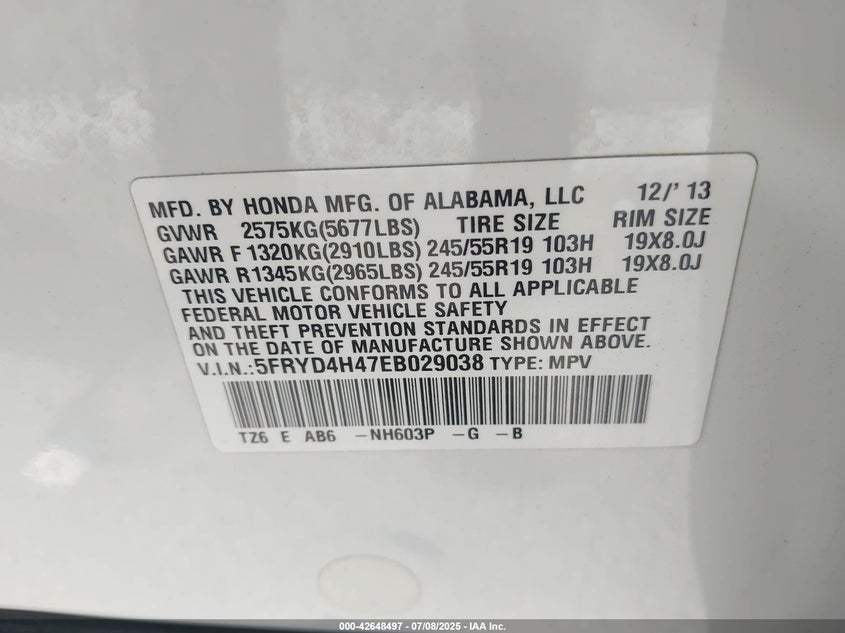 MFD. BY HONDA MFG. OF ALABAMA, LLC 12/' 13
GVWR 2575KG(5677LBS) TIRE SIZE RIM SIZE
GAWR F 1320KG(2910LBS) 245/55R19 103H 19X8.0J
GAWR R1345KG(2965LBS) 245/55R19 103H 19X8.0J
THIS VEHICLE CONFORMS TO ALL APPLICABLE
FEDERAL MOTOR VEHICLE SAFETY
AND THEFT PREVENTION STANDARDS IN EFFECT
ON THE DATE OF MANUFACTURE SHOWN ABOVE.
V.I.N.:5FRYD4H47EB029038 TYPE: MPV
TZ6 E AB6 -NH603P -G -B
000-42648497 - 07/08/2025 - IAA Inc.